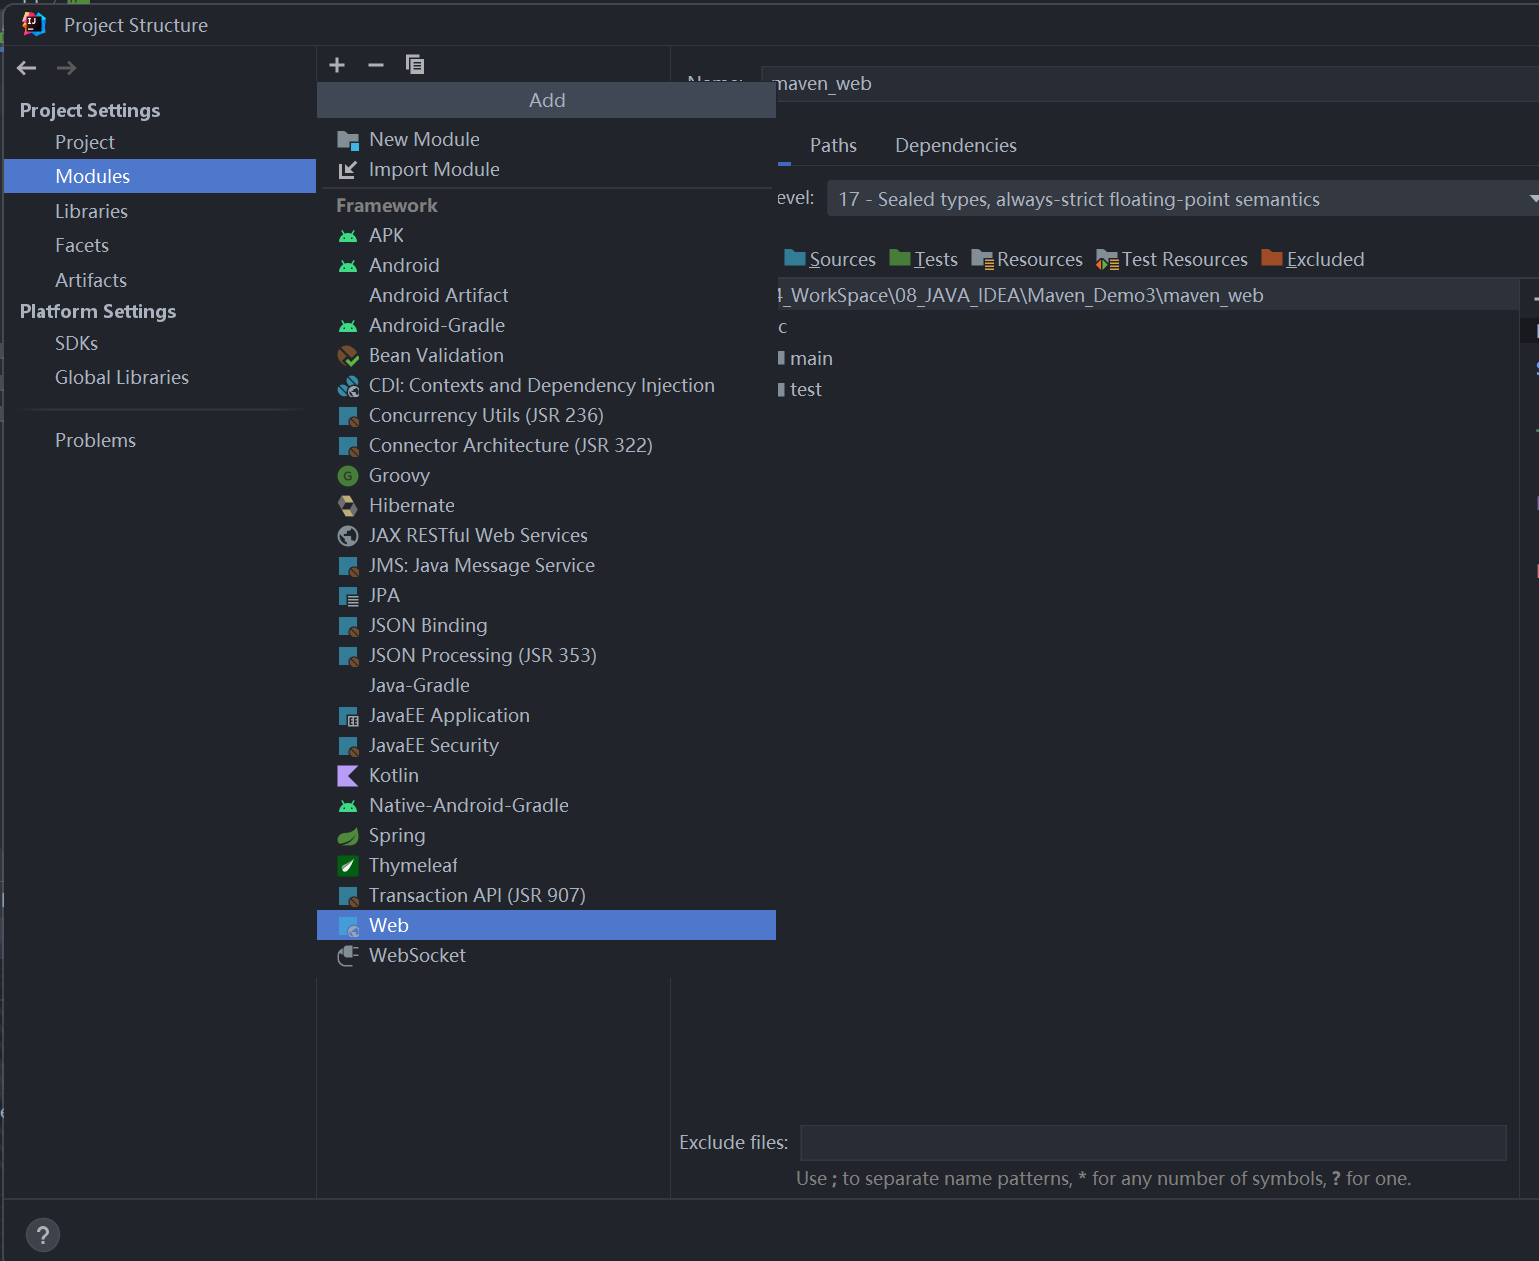 Project Structure
Project Settings
Project
Modules
Libraries
Facets
Artifacts
Platform Settings
SDKs
Global Libraries
Problems
Add
New Module
Import Module
Framework
APK
Android
Android Artifact
Android-Gradle
Bean Validation
CDI: Contexts and Dependency Injection
Concurrency Utils (JSR 236)
Connector Architecture (JSR 322)
Groovy
Hibernate
JAX RESTful Web Services
JMS: Java Message Service
JPA
JSON Binding
JSON Processing (JSR 353)
Java-Gradle
JavaEE Application
JavaEE Security
Kotlin
Native-Android-Gradle
Spring
Thymeleaf
Transaction API (JSR 907)
Web
WebSocket
maven_web
Paths Dependencies
evel: 17 - Sealed types, always-strict floating-point semantics
Sources Tests Resources Test Resources Excluded
_WorkSpace\08_JAVA_IDEA\Maven_Demo3\maven_web
c
main
test
Exclude files:
Use ; to separate name patterns, * for any number of symbols, ? for one.
?